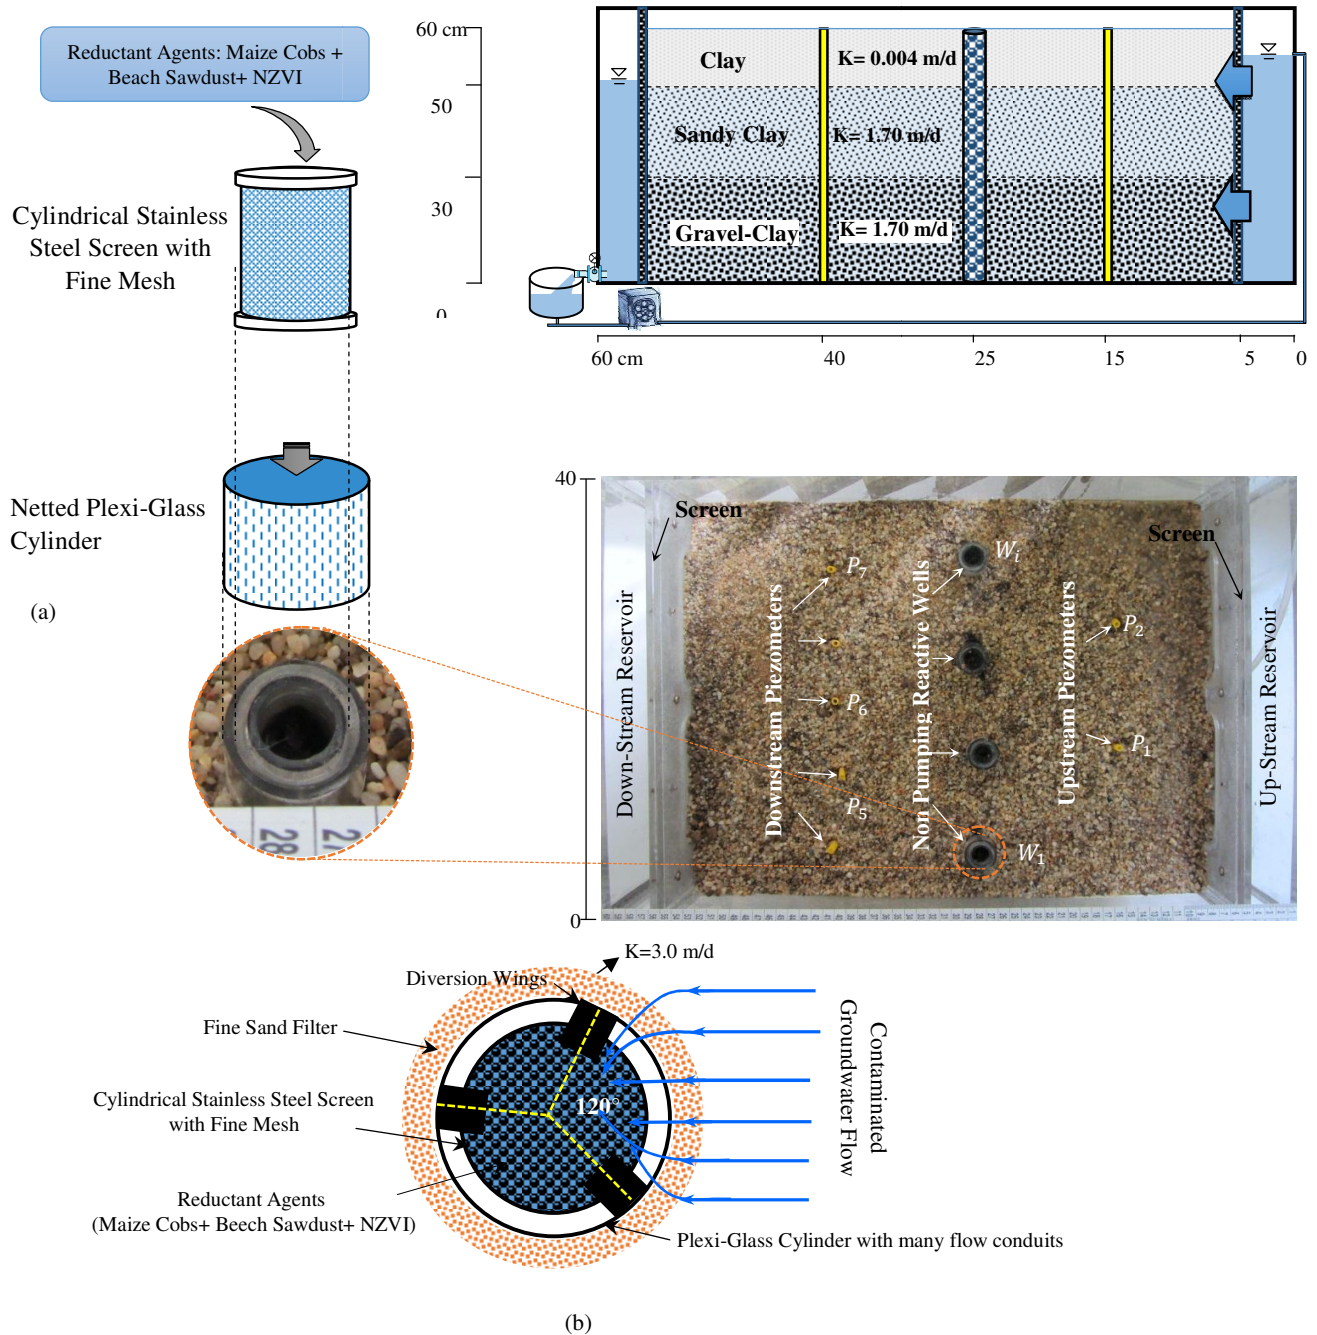 Reductant Agents: Maize Cobs +
Beach Sawdust+ NZVI
Cylindrical Stainless
Steel Screen with
Fine Mesh
Netted Plexi-Glass
Cylinder
(a)
28
27
60 cm
50
30
0
Clay
K= 0.004 m/d
Sandy Clay
K= 1.70 m/d
Gravel-Clay
K= 1.70 m/d
60 cm
40
25
15
5
0
40
0
Screen
Screen
Down-Stream Reservoir
Downstream Piezometers
Non Pumping Reactive Wells
Upstream Piezometers
Up-Stream Reservoir
P7
P6
P5
Wi
W1
P2
P1
K=3.0 m/d
Diversion Wings
Fine Sand Filter
Cylindrical Stainless Steel Screen
with Fine Mesh
120°
Reductant Agents
(Maize Cobs+ Beech Sawdust+ NZVI)
Plexi-Glass Cylinder with many flow conduits
Contaminated
Groundwater Flow
(b)